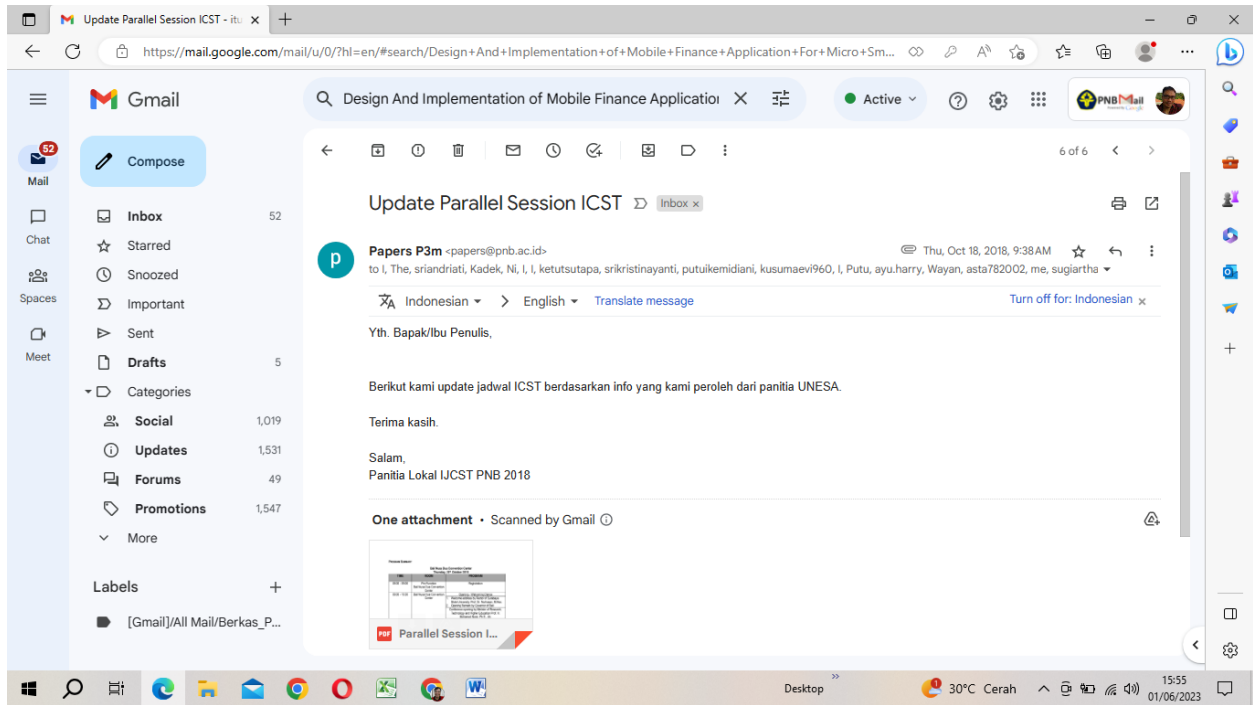 Update Parallel Session ICST - itu
https://mail.google.com/mail/u/0/?hl=en/#search/Design+And+Implementation+of+Mobile+Finance+Application+For+Micro+Sm...
Gmail
Design And Implementation of Mobile Finance Application
Active
PNBMail
52
Mail
Chat
Spaces
Meet
Compose
Inbox 52
Starred
Snoozed
Important
Sent
Drafts 5
Categories
Social 1,019
Updates 1,531
Forums 49
Promotions 1,547
More
Labels
[Gmail]/All Mail/Berkas_P...
6 of 6
Update Parallel Session ICST Inbox x
p
Papers P3m <papers@pnb.ac.id> Thu, Oct 18, 2018, 9:38 AM
to I, The, sriandriati, Kadek, Ni, I, I, ketutsutapa, srikristinayanti, putuikemidiani, kusumaevi960, I, Putu, ayu.harry, Wayan, asta782002, me, sugiartha
Indonesian > English Translate message Turn off for: Indonesian x
Yth. Bapak/Ibu Penulis,
Berikut kami update jadwal ICST berdasarkan info yang kami peroleh dari panitia UNESA.
Terima kasih.
Salam,
Panitia Lokal IJCST PNB 2018
One attachment • Scanned by Gmail
PDF Parallel Session I...
Desktop
30°C Cerah
15:55
01/06/2023